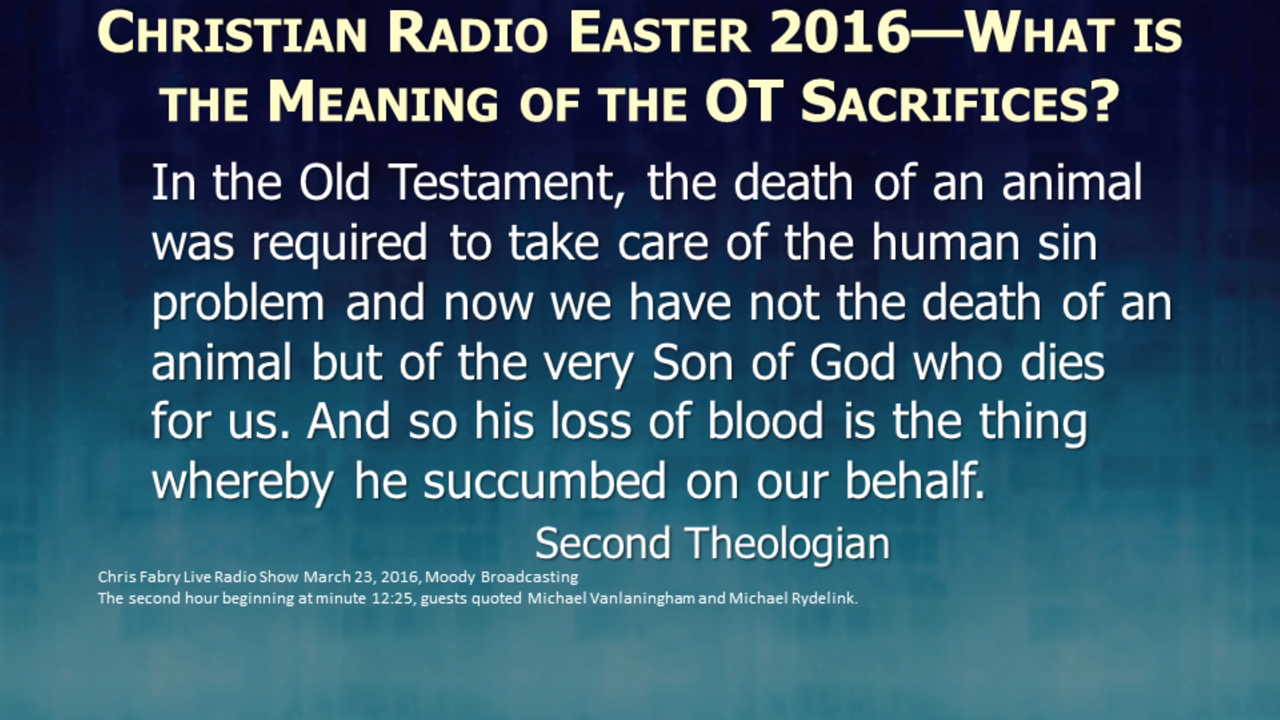 Christian Radio Easter 2016—What is
the Meaning of the OT Sacrifices?
In the Old Testament, the death of an animal
was required to take care of the human sin
problem and now we have not the death of an
animal but of the very Son of God who dies
for us. And so his loss of blood is the thing
whereby he succumbed on our behalf.
Second Theologian
Chris Fabry Live Radio Show March 23, 2016, Moody Broadcasting
The second hour beginning at minute 12:25, guests quoted Michael Vanlaningham and Michael Rydelink.